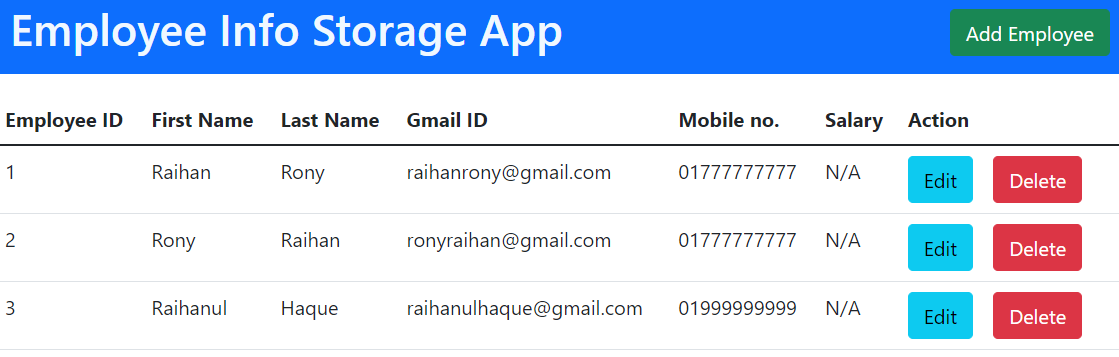 Employee Info Storage App Add Employee
Employee ID First Name Last Name Gmail ID Mobile no. Salary Action
1 Raihan Rony raihanrony@gmail.com 01777777777 N/A Edit Delete
2 Rony Raihan ronyraihan@gmail.com 01777777777 N/A Edit Delete
3 Raihanul Haque raihanulhaque@gmail.com 01999999999 N/A Edit Delete